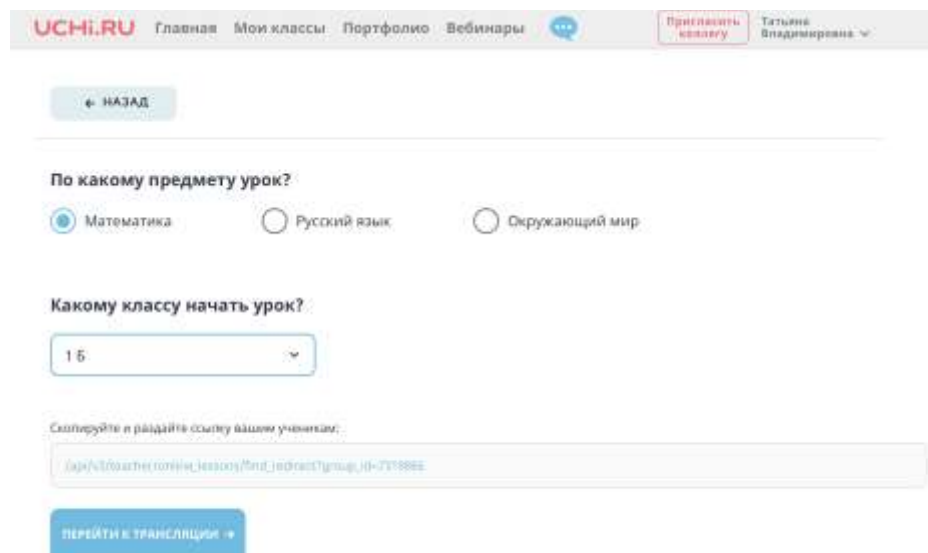 UCHi.RU Главная Мои классы Портфолио Вебинары Пригласить коллегу Татьяна Владимировна
← НАЗАД
По какому предмету урок?
Математика Русский язык Окружающий мир
Какому классу начать урок?
1 Б
Скопируйте и раздайте ссылку вашим ученикам:
ПЕРЕЙТИ К ТРАНСЛЯЦИИ →